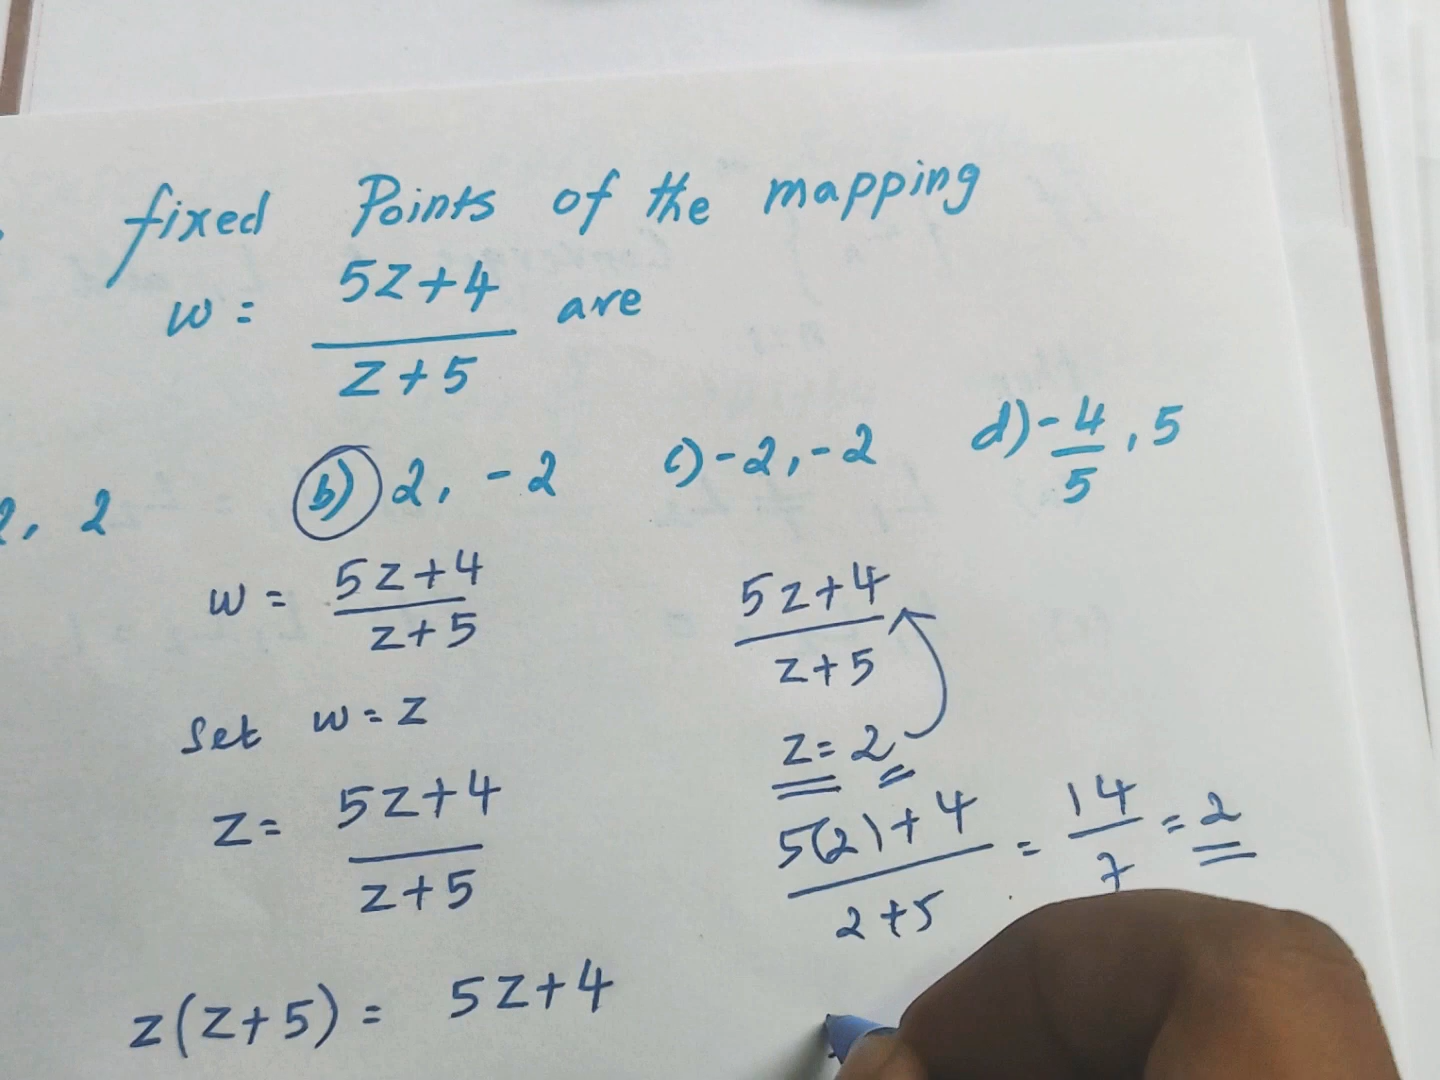 fixed Points of the mapping
w = 5z+4 / z+5 are
2, 2 b) 2, -2 c) -2, -2 d) -4/5, 5
w = 5z+4 / z+5
Set w = z
z = 5z+4 / z+5
z(z+5) = 5z+4
5z+4 / z+5
z = 2
5(2)+4 / 2+5 = 14/7 = 2